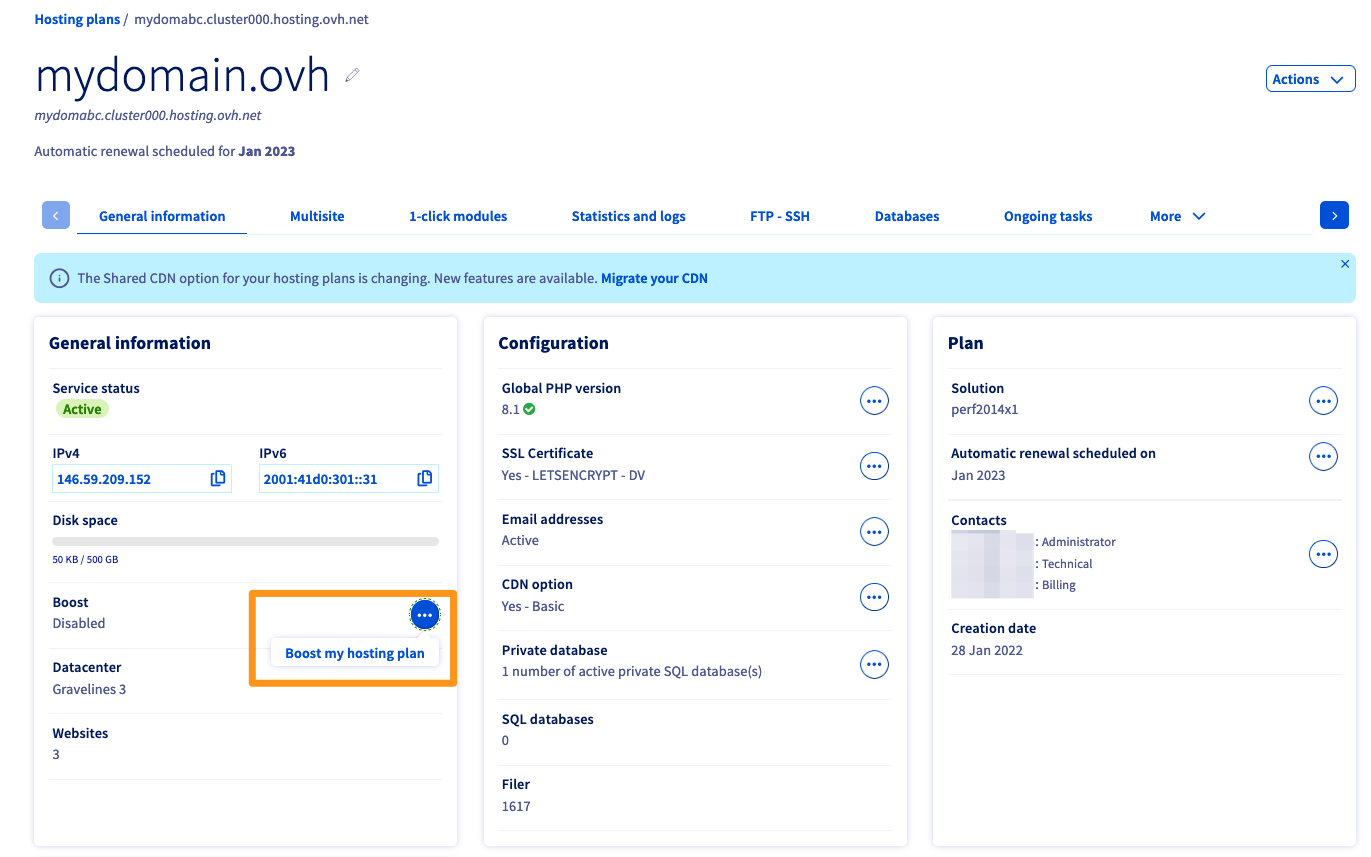 Hosting plans / mydomabc.cluster000.hosting.ovh.net
mydomain.ovh
Actions
mydomabc.cluster000.hosting.ovh.net
Automatic renewal scheduled for Jan 2023
General information Multisite 1-click modules Statistics and logs FTP - SSH Databases Ongoing tasks More
The Shared CDN option for your hosting plans is changing. New features are available. Migrate your CDN
General information
Service status
Active
IPv4 IPv6
146.59.209.152 2001:41d0:301::31
Disk space
50 KB / 500 GB
Boost
Disabled
Boost my hosting plan
Datacenter
Gravelines 3
Websites
3
Configuration
Global PHP version
8.1
SSL Certificate
Yes - LETSENCRYPT - DV
Email addresses
Active
CDN option
Yes - Basic
Private database
1 number of active private SQL database(s)
SQL databases
0
Filer
1617
Plan
Solution
perf2014x1
Automatic renewal scheduled on
Jan 2023
Contacts
: Administrator
: Technical
: Billing
Creation date
28 Jan 2022